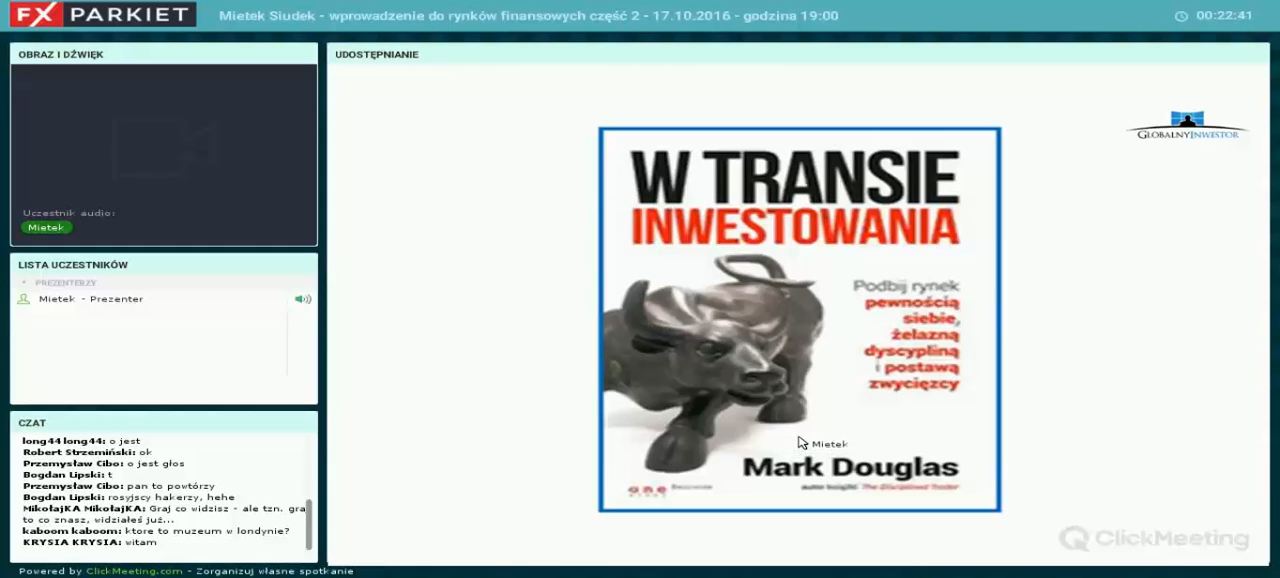 FX PARKIET
Mietek Siudek - wprowadzenie do rynków finansowych część 2 - 17.10.2016 - godzina 19:00
00:22:41
OBRAZ I DŹWIĘK
Uczestnik audio:
Mietek
LISTA UCZESTNIKÓW
PREZENTERZY
Mietek - Prezenter
CZAT
long44 long44: o jest
Robert Strzemiński: ok
Przemysław Cibo: o jest głos
Bogdan Lipski: t
Przemysław Cibo: pan to powtórzy
Bogdan Lipski: rosyjscy hakerzy, hehe
MikołajKA MikołajKA: Graj co widzisz - ale tzn. gra
to co znasz, widziałeś już...
kaboom kaboom: ktore to muzeum w londynie?
KRYSIA KRYSIA: witam
UDOSTĘPNIANIE
GLOBALNYINWESTOR
W TRANSIE
INWESTOWANIA
Podbij rynek
pewnością
siebie,
żelazną
dyscypliną
i postawą
zwycięzcy
Mietek
Mark Douglas
autor książki The Disciplined Trader
one
ClickMeeting
Powered by ClickMeeting.com - Zorganizuj własne spotkanie